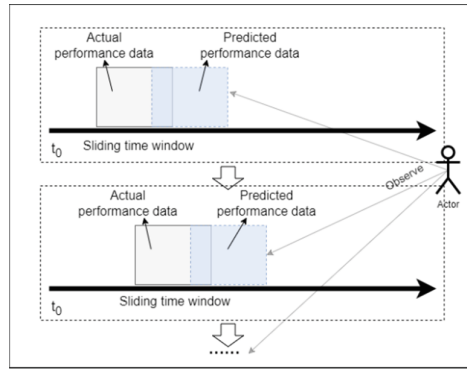 Actual
performance data
Predicted
performance data
t0
Sliding time window
Observe
Actor
Actual
performance data
Predicted
performance data
t0
Sliding time window
......